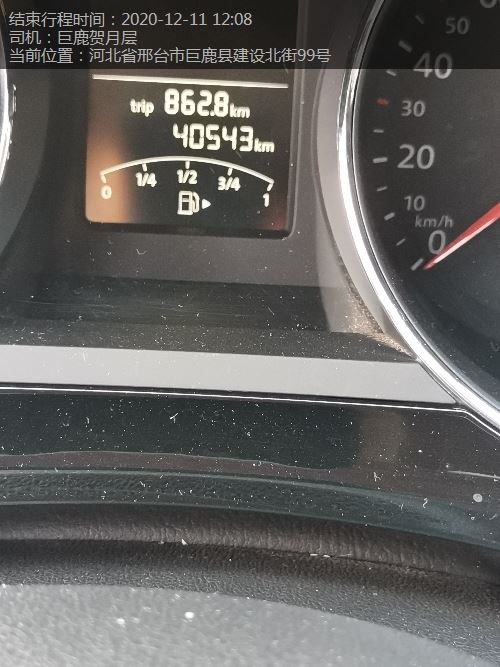 结束行程时间：2020-12-11 12:08
司机：巨鹿贺月层
当前位置：河北省邢台市巨鹿县建设北街99号
trip 862.8km
40543km
0 1/4 1/2 3/4 1
50
40
30
20
10
km/h
0